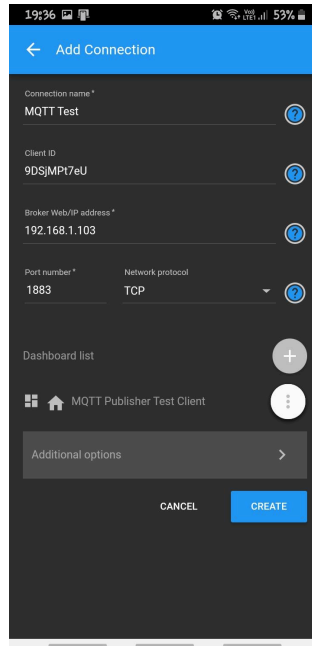 19:36 53%
Add Connection
Connection name *
MQTT Test
Client ID
9DSjMPt7eU
Broker Web/IP address *
192.168.1.103
Port number * Network protocol
1883 TCP
Dashboard list
MQTT Publisher Test Client
Additional options
CANCEL CREATE